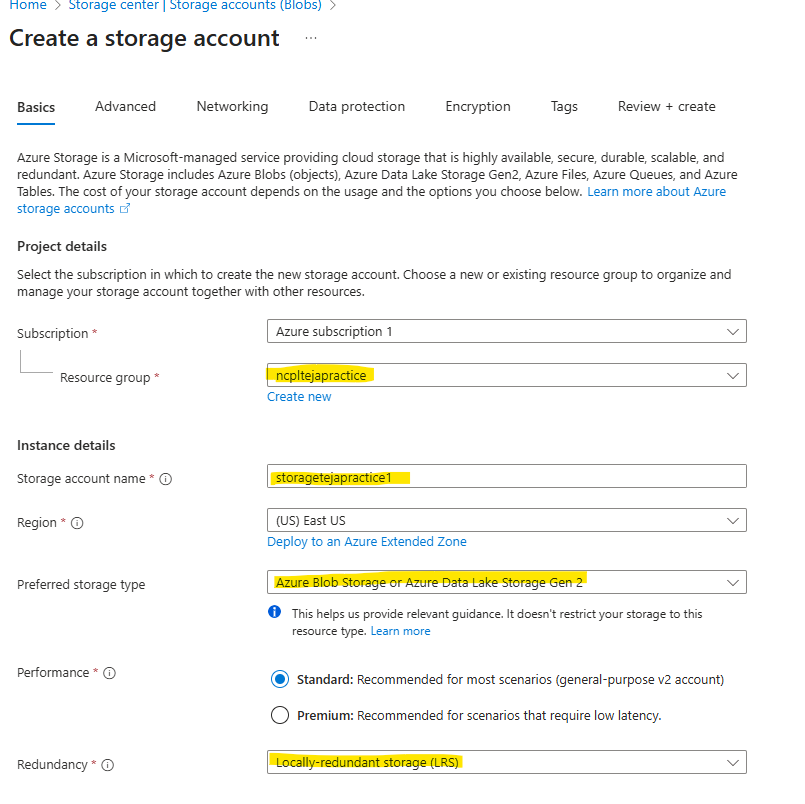 Home > Storage center | Storage accounts (Blobs) >
Create a storage account ...
Basics Advanced Networking Data protection Encryption Tags Review + create
Azure Storage is a Microsoft-managed service providing cloud storage that is highly available, secure, durable, scalable, and
redundant. Azure Storage includes Azure Blobs (objects), Azure Data Lake Storage Gen2, Azure Files, Azure Queues, and Azure
Tables. The cost of your storage account depends on the usage and the options you choose below. Learn more about Azure
storage accounts
Project details
Select the subscription in which to create the new storage account. Choose a new or existing resource group to organize and
manage your storage account together with other resources.
Subscription * Azure subscription 1
Resource group * ncpltejapractice
Create new
Instance details
Storage account name * storagetejapractice1
Region * (US) East US
Deploy to an Azure Extended Zone
Preferred storage type Azure Blob Storage or Azure Data Lake Storage Gen 2
This helps us provide relevant guidance. It doesn't restrict your storage to this
resource type. Learn more
Performance * Standard: Recommended for most scenarios (general-purpose v2 account)
Premium: Recommended for scenarios that require low latency.
Redundancy * Locally-redundant storage (LRS)